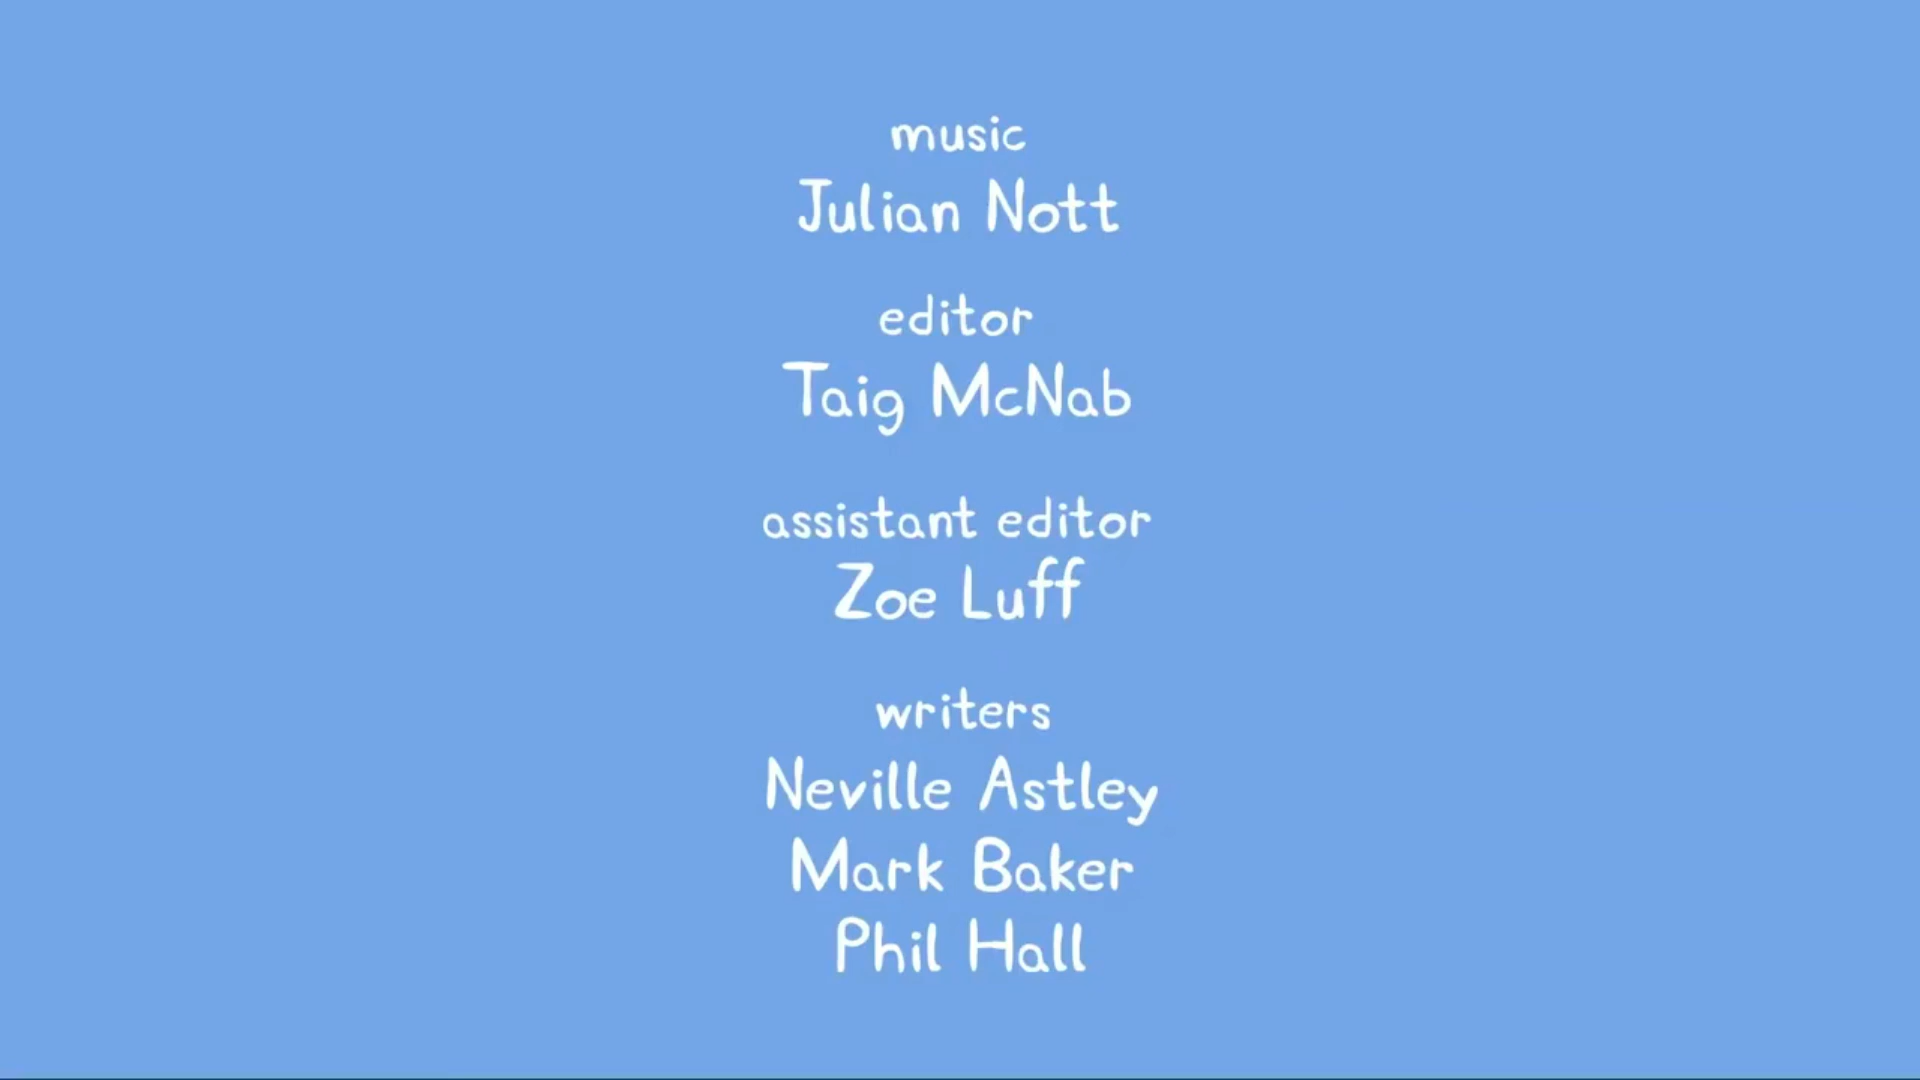 music
Julian Nott
editor
Taig McNab
assistant editor
Zoe Luff
writers
Neville Astley
Mark Baker
Phil Hall